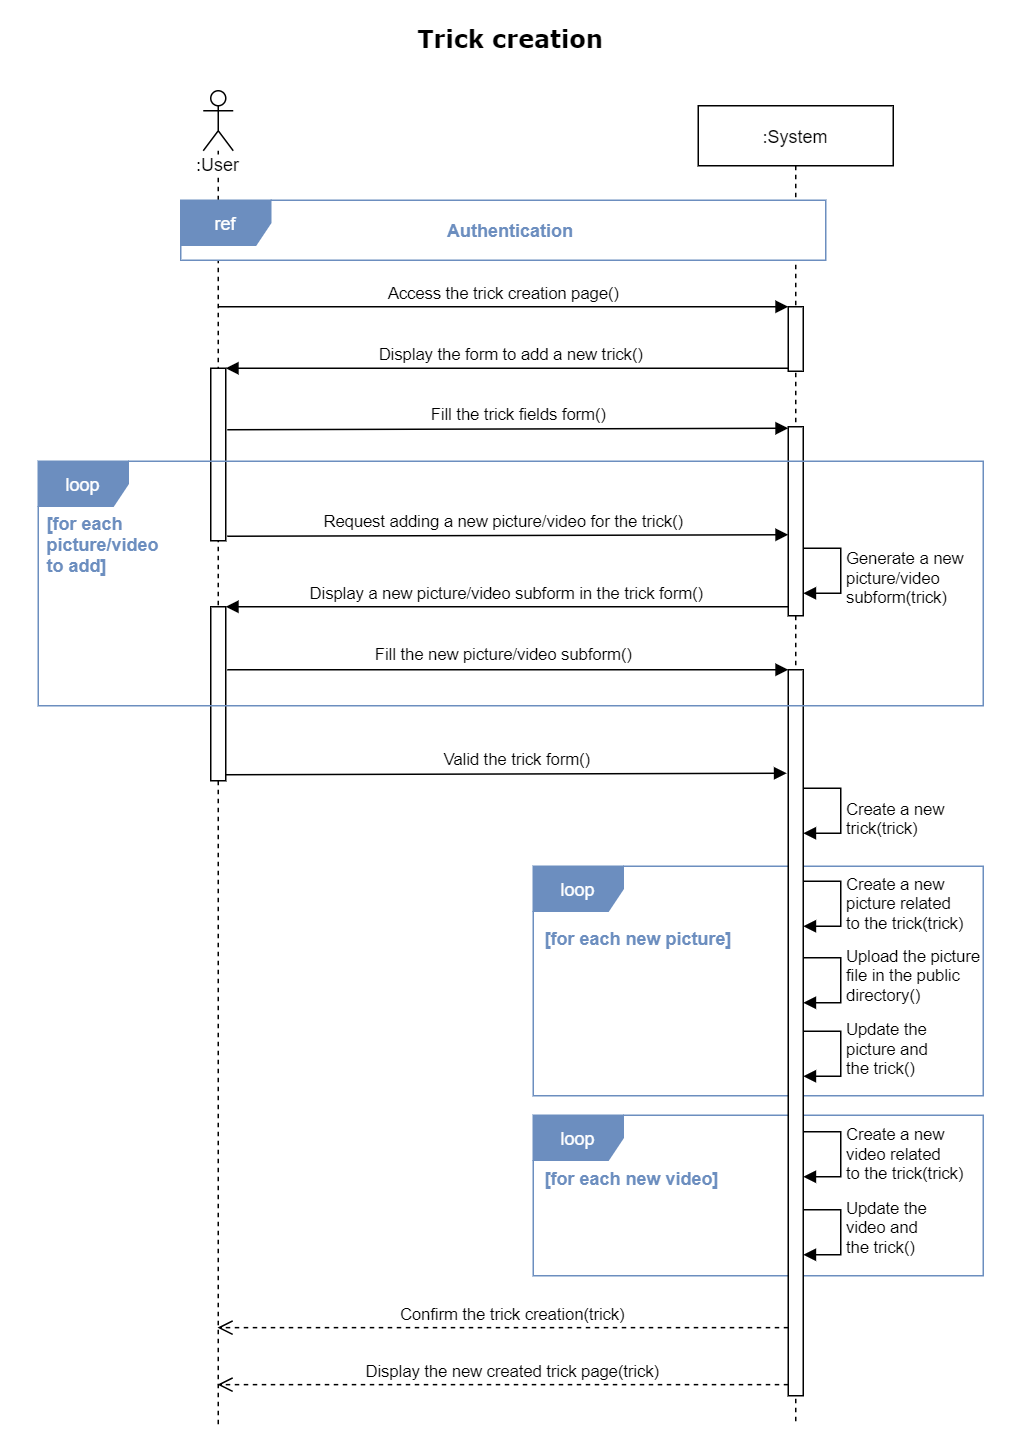 Trick creation
:User
:System
ref
Authentication
Access the trick creation page()
Display the form to add a new trick()
Fill the trick fields form()
loop
[for each
picture/video
to add]
Request adding a new picture/video for the trick()
Generate a new
picture/video
subform(trick)
Display a new picture/video subform in the trick form()
Fill the new picture/video subform()
Valid the trick form()
Create a new
trick(trick)
loop
[for each new picture]
Create a new
picture related
to the trick(trick)
Upload the picture
file in the public
directory()
Update the
picture and
the trick()
loop
[for each new video]
Create a new
video related
to the trick(trick)
Update the
video and
the trick()
Confirm the trick creation(trick)
Display the new created trick page(trick)